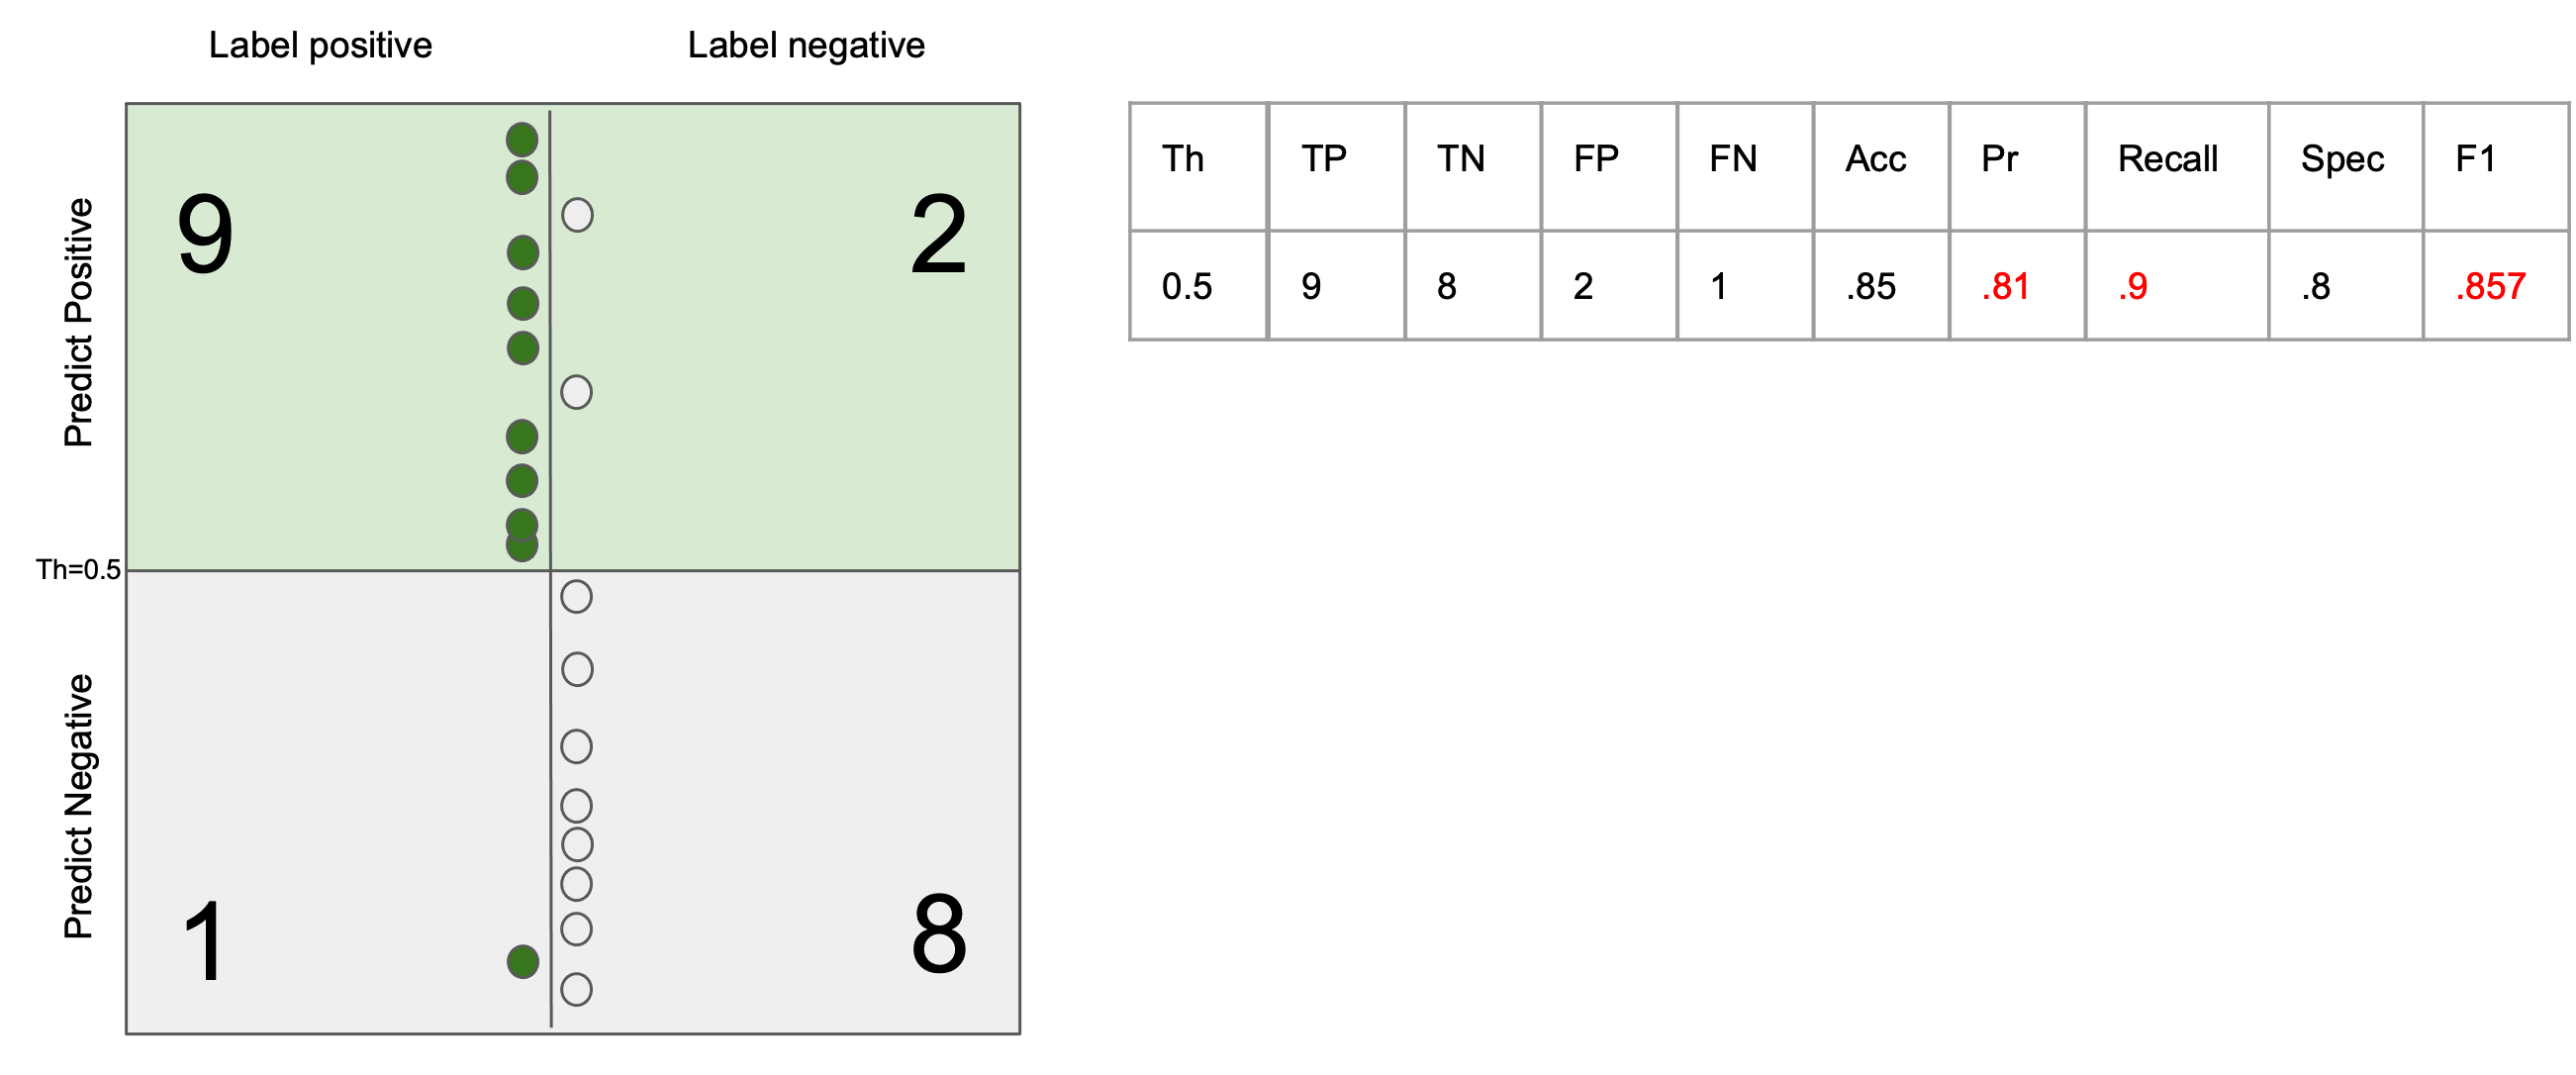 Label positive
Label negative
Predict Positive
9
2
Th=0.5
Predict Negative
1
8
Th TP TN FP FN Acc Pr Recall Spec F1
0.5 9 8 2 1 .85 .81 .9 .8 .857